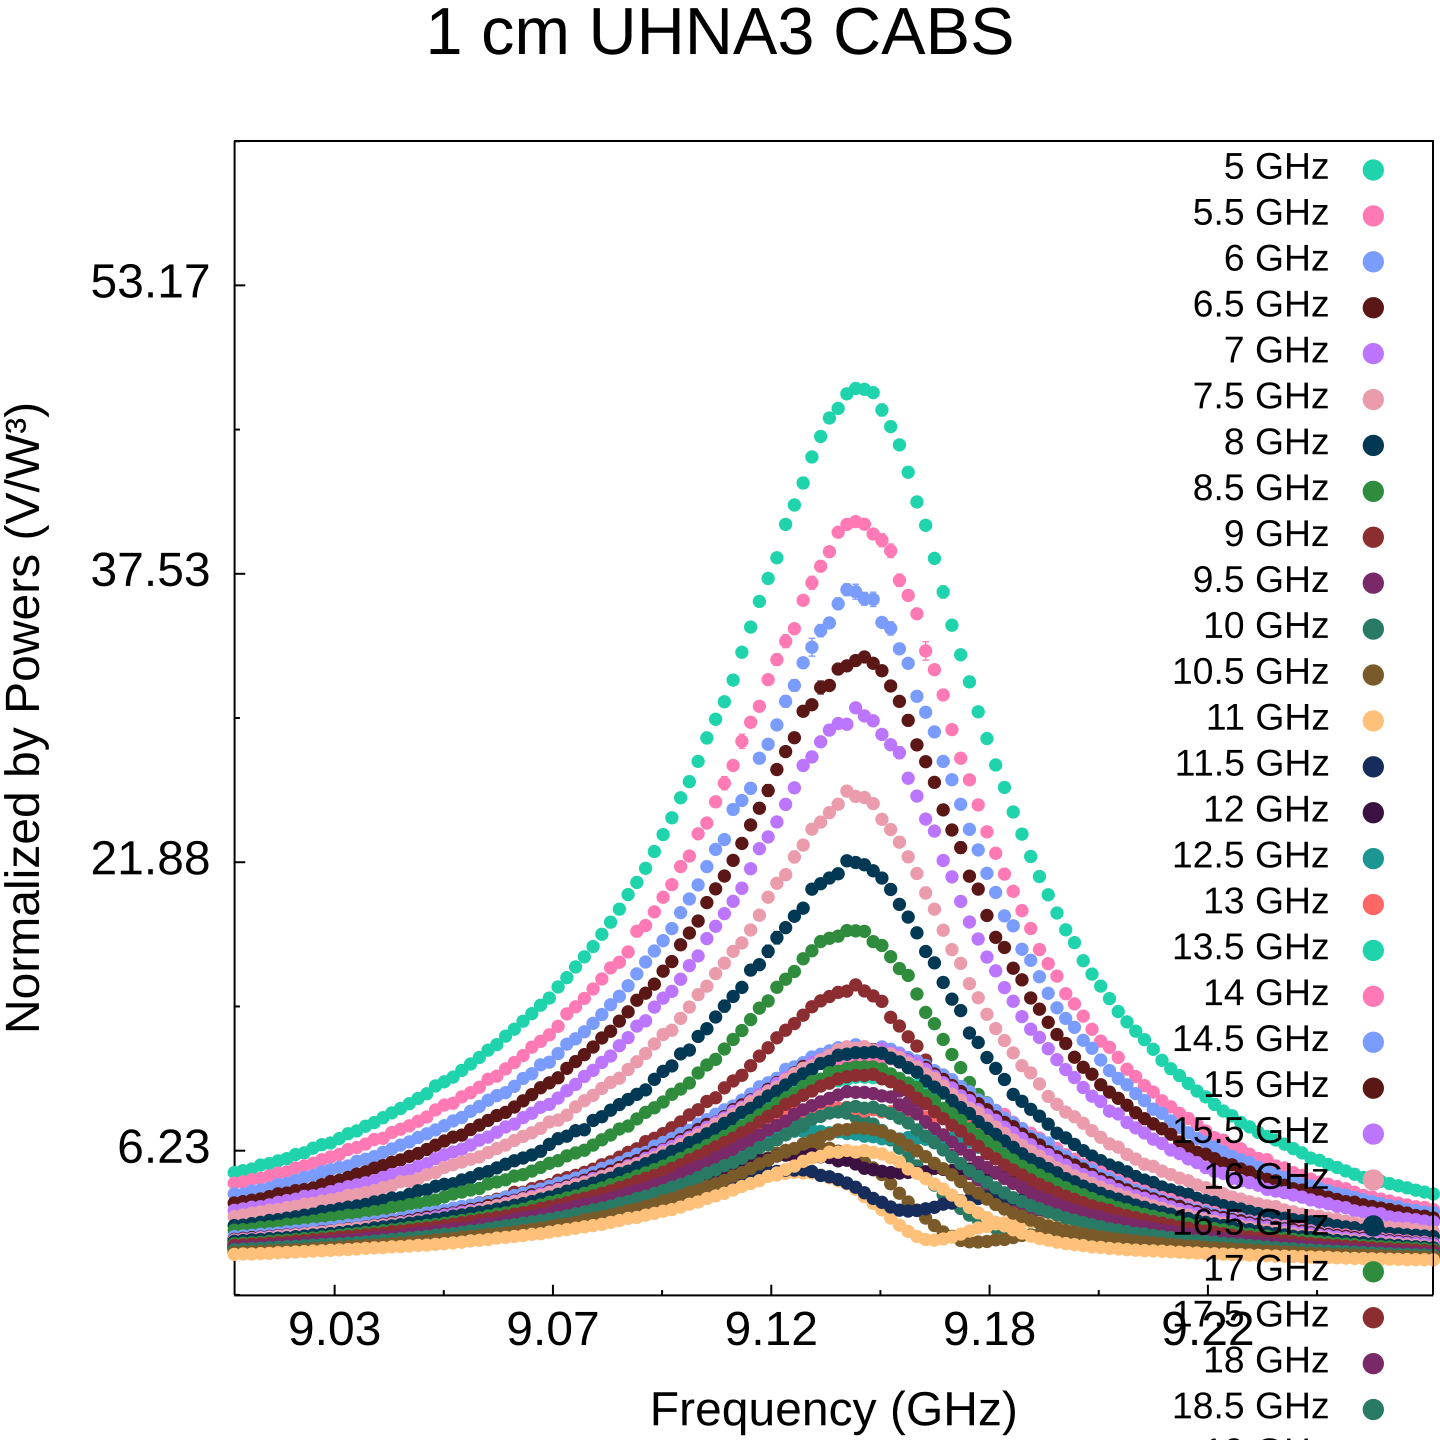 1 cm UHNA3 CABS
Normalized by Powers (V/W³)
53.17
37.53
21.88
6.23
5 GHz
5.5 GHz
6 GHz
6.5 GHz
7 GHz
7.5 GHz
8 GHz
8.5 GHz
9 GHz
9.5 GHz
10 GHz
10.5 GHz
11 GHz
11.5 GHz
12 GHz
12.5 GHz
13 GHz
13.5 GHz
14 GHz
14.5 GHz
15 GHz
15.5 GHz
16 GHz
16.5 GHz
17 GHz
17.5 GHz
18 GHz
18.5 GHz
9.03
9.07
9.12
9.18
9.22
Frequency (GHz)